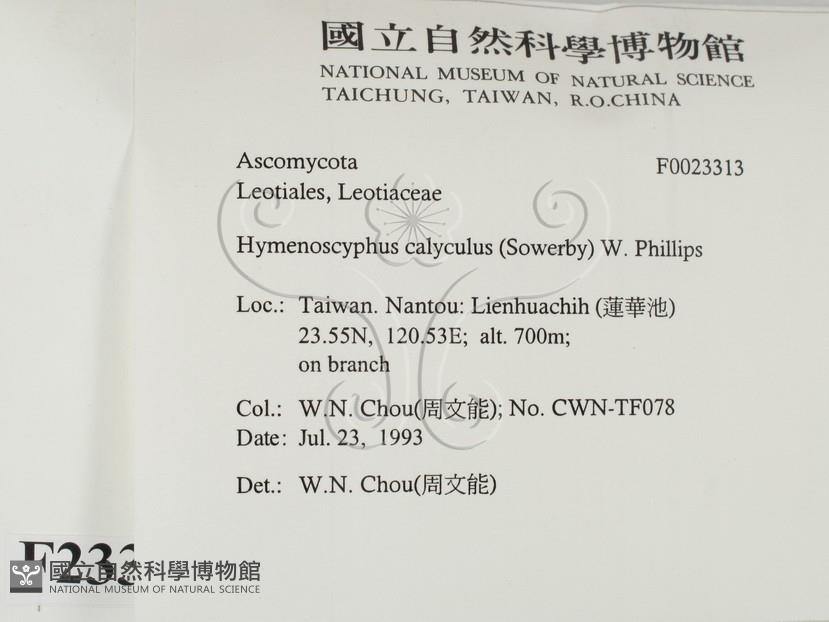 國立自然科學博物館
NATIONAL MUSEUM OF NATURAL SCIENCE
TAICHUNG, TAIWAN, R.O.CHINA
Ascomycota F0023313
Leotiales, Leotiaceae
Hymenoscyphus calyculus (Sowerby) W. Phillips
Loc.: Taiwan. Nantou: Lienhuachih (蓮華池)
23.55N, 120.53E; alt. 700m;
on branch
Col.: W.N. Chou(周文能); No. CWN-TF078
Date: Jul. 23, 1993
Det.: W.N. Chou(周文能)
國立自然科學博物館
NATIONAL MUSEUM OF NATURAL SCIENCE